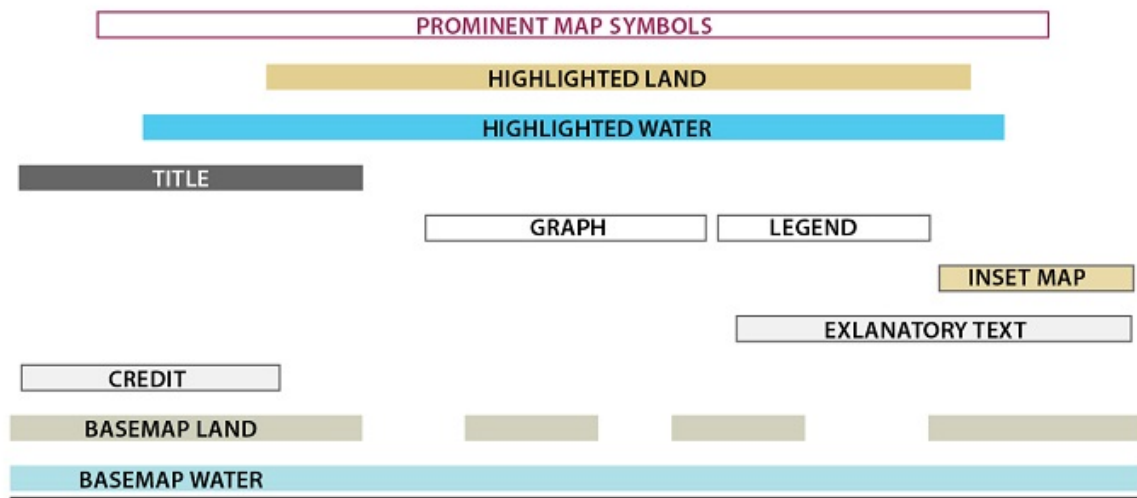 PROMINENT MAP SYMBOLS
HIGHLIGHTED LAND
HIGHLIGHTED WATER
TITLE
GRAPH LEGEND
INSET MAP
EXLANATORY TEXT
CREDIT
BASEMAP LAND
BASEMAP WATER